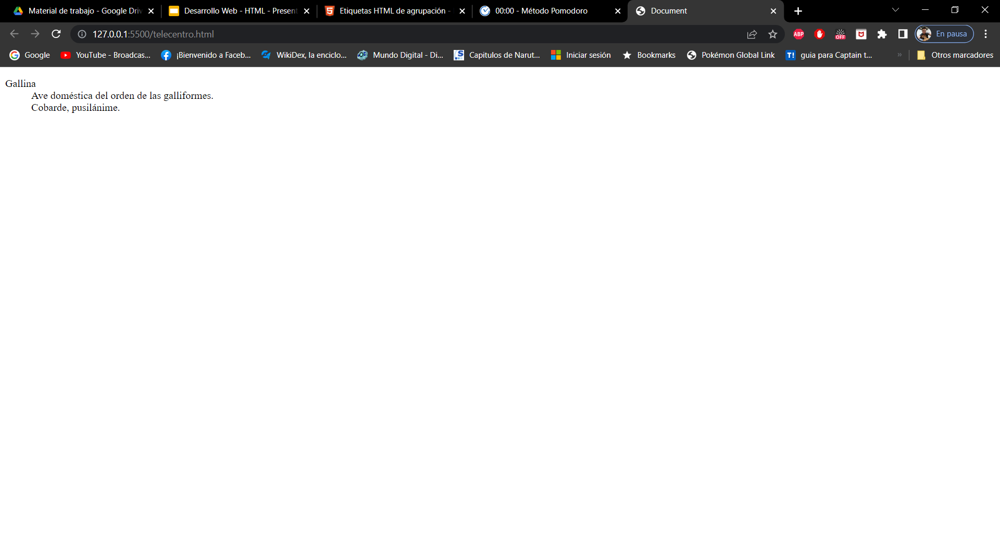 Material de trabajo - Google Driv
Desarrollo Web - HTML - Present
Etiquetas HTML de agrupación -
00:00 - Método Pomodoro
Document
127.0.0.1:5500/telecentro.html
ABP
OFF
En pausa
Google
YouTube - Broadcas...
¡Bienvenido a Faceb...
WikiDex, la enciclo...
Mundo Digital - Di...
Capitulos de Narut...
Iniciar sesión
Bookmarks
Pokémon Global Link
T!
guia para Captain t...
»
Otros marcadores
Gallina
Ave doméstica del orden de las galliformes.
Cobarde, pusilánime.